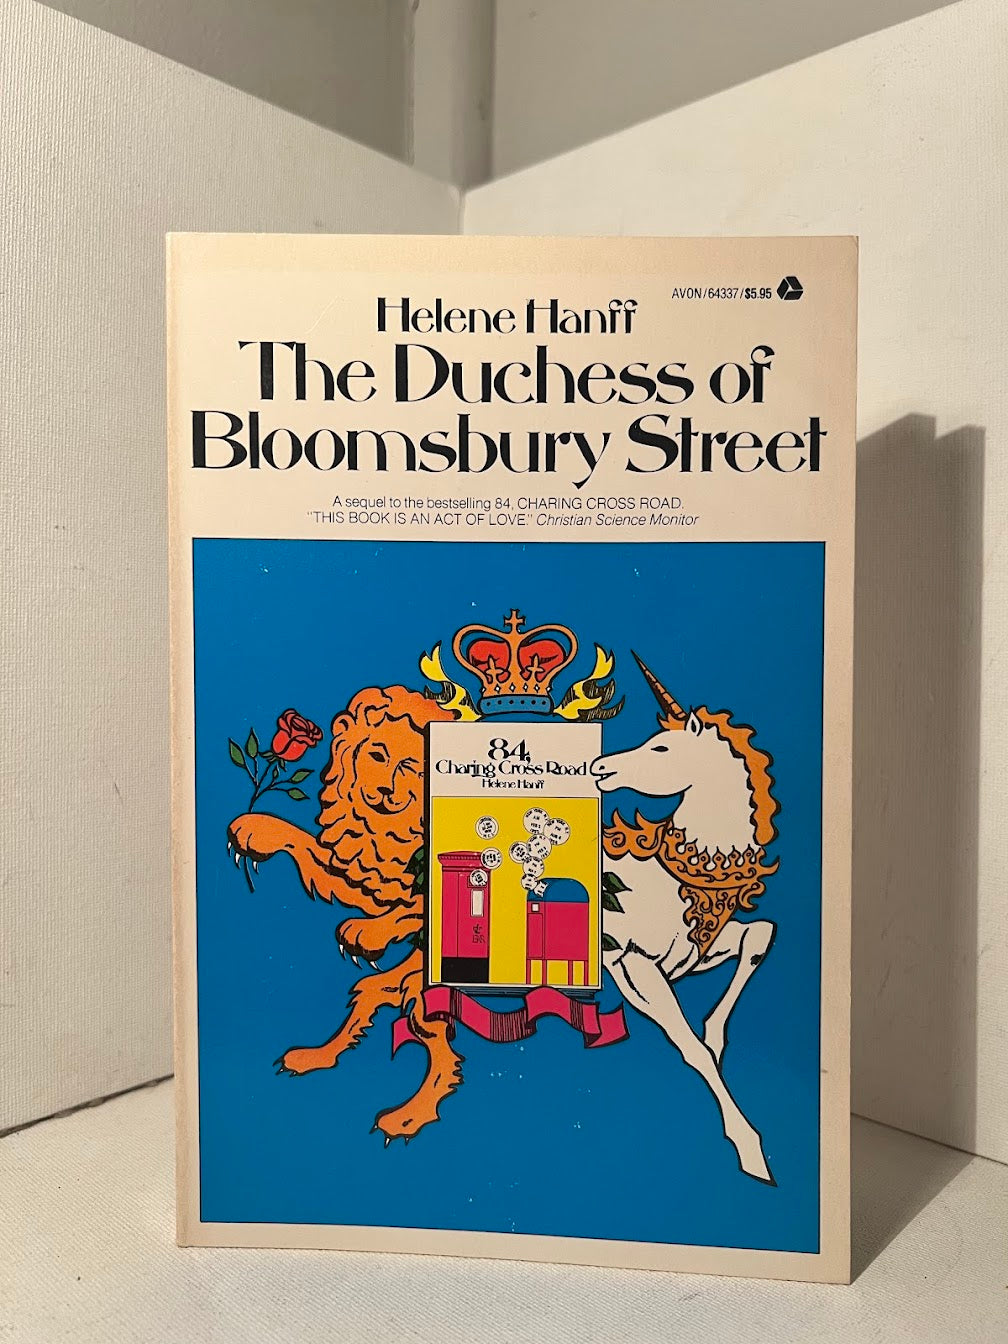 AVON/64337/$5.95
Helene Hanff
The Duchess of
Bloomsbury Street
A sequel to the bestselling 84, CHARING CROSS ROAD.
"THIS BOOK IS AN ACT OF LOVE." Christian Science Monitor
84,
Charing Cross Road
Helene Hanff